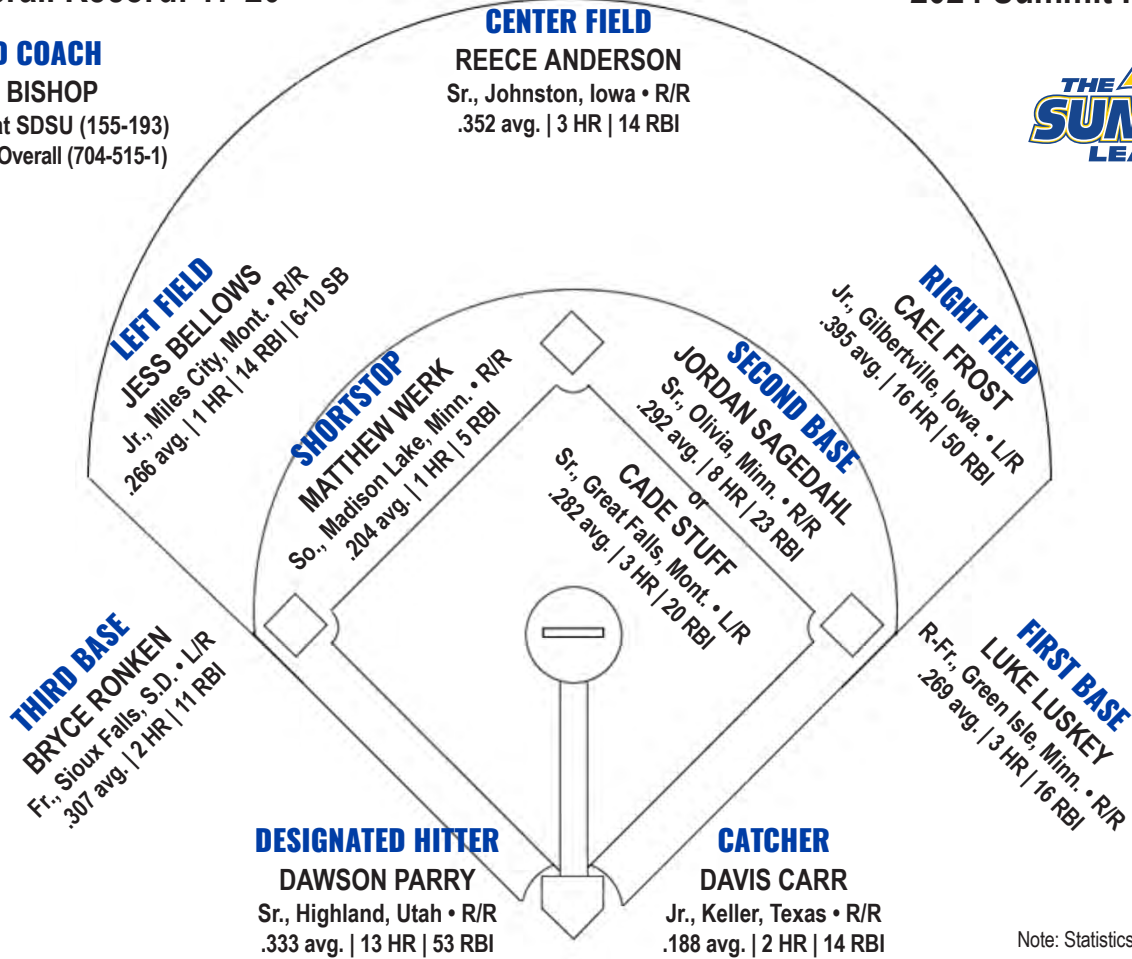 CENTER FIELD
REECE ANDERSON
Sr., Johnston, Iowa • R/R
.352 avg. | 3 HR | 14 RBI
D COACH
BISHOP
at SDSU (155-193)
Overall (704-515-1)
THE
SUM
LEA
LEFT FIELD
JESS BELLOWS
Jr., Miles City, Mont. • R/R
.266 avg. | 1 HR | 14 RBI | 6-10 SB
SHORTSTOP
MATTHEW WERK
So., Madison Lake, Minn. • R/R
.204 avg. | 1 HR | 5 RBI
SECOND BASE
JORDAN SAGEDAHL
Sr., Olivia, Minn. • R/R
.292 avg. | 8 HR | 23 RBI
or
CADE STUFF
Sr., Great Falls, Mont. • L/R
.282 avg. | 3 HR | 20 RBI
RIGHT FIELD
CAEL FROST
Jr., Gilbertville, Iowa. • L/R
.395 avg. | 16 HR | 50 RBI
THIRD BASE
BRYCE RONKEN
Fr., Sioux Falls, S.D. • L/R
.307 avg. | 2 HR | 11 RBI
FIRST BASE
LUKE LUSKEY
R-Fr., Green Isle, Minn. • R/R
.269 avg. | 3 HR | 16 RBI
DESIGNATED HITTER
DAWSON PARRY
Sr., Highland, Utah • R/R
.333 avg. | 13 HR | 53 RBI
CATCHER
DAVIS CARR
Jr., Keller, Texas • R/R
.188 avg. | 2 HR | 14 RBI
Note: Statistics